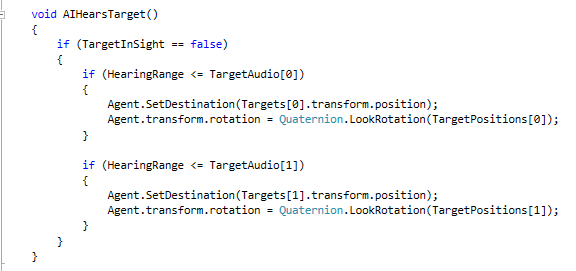 void AIHearsTarget()
{
    if (TargetInSight == false)
    {
        if (HearingRange <= TargetAudio[0])
        {
            Agent.SetDestination(Targets[0].transform.position);
            Agent.transform.rotation = Quaternion.LookRotation(TargetPositions[0]);
        }

        if (HearingRange <= TargetAudio[1])
        {
            Agent.SetDestination(Targets[1].transform.position);
            Agent.transform.rotation = Quaternion.LookRotation(TargetPositions[1]);
        }
    }
}